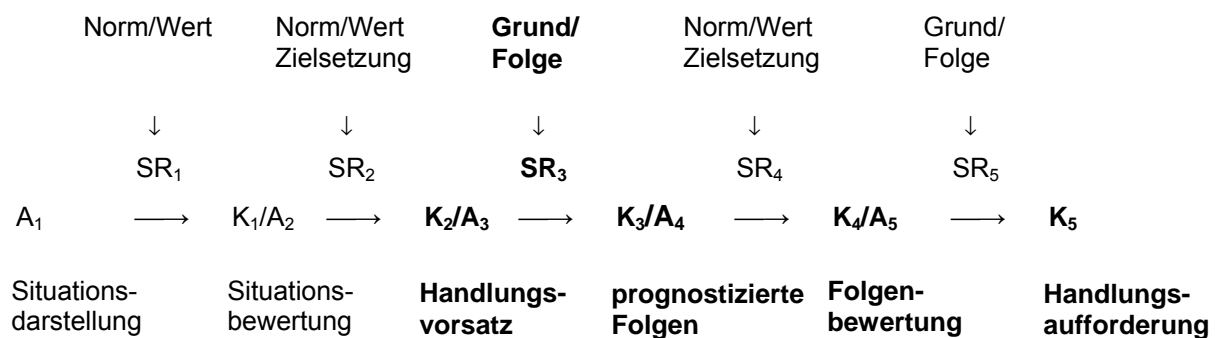 Norm/Wert Norm/Wert Grund/ Norm/Wert Grund/
Zielsetzung Folge Zielsetzung Folge
↓ ↓ ↓ ↓ ↓
SR₁ SR₂ SR₃ SR₄ SR₅
A₁ ⟶ K₁/A₂ ⟶ K₂/A₃ ⟶ K₃/A₄ ⟶ K₄/A₅ ⟶ K₅
Situations- Situations- Handlungs- prognostizierte Folgen- Handlungs-
darstellung bewertung vorsatz Folgen bewertung aufforderung